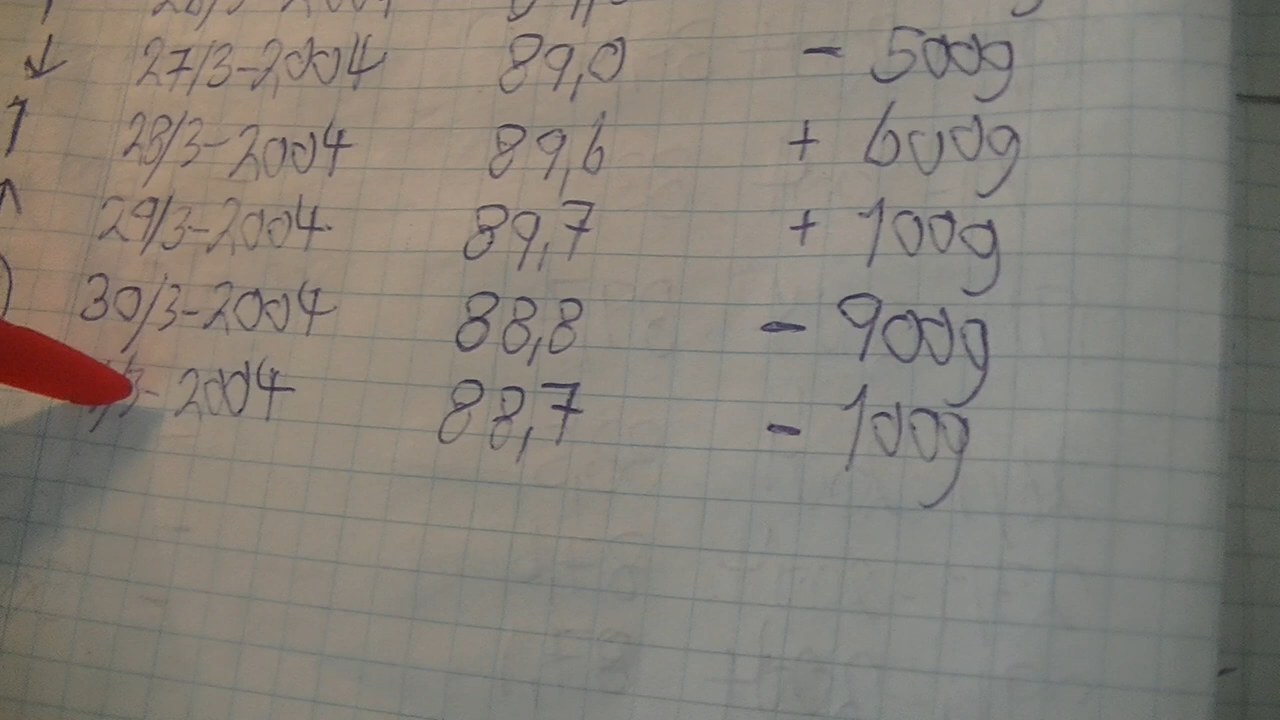 ↓ 27/3-2004 89,0 - 500g
↑ 28/3-2004 89,6 + 600g
↑ 29/3-2004 89,7 + 100g
30/3-2004 88,8 - 900g
/3-2004 88,7 - 100g